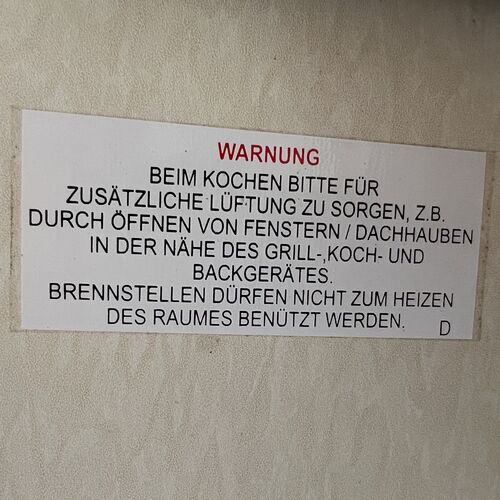 WARNUNG
BEIM KOCHEN BITTE FÜR
ZUSÄTZLICHE LÜFTUNG ZU SORGEN, Z.B.
DURCH ÖFFNEN VON FENSTERN / DACHHAUBEN
IN DER NÄHE DES GRILL-,KOCH- UND
BACKGERÄTES.
BRENNSTELLEN DÜRFEN NICHT ZUM HEIZEN
DES RAUMES BENÜTZT WERDEN. D